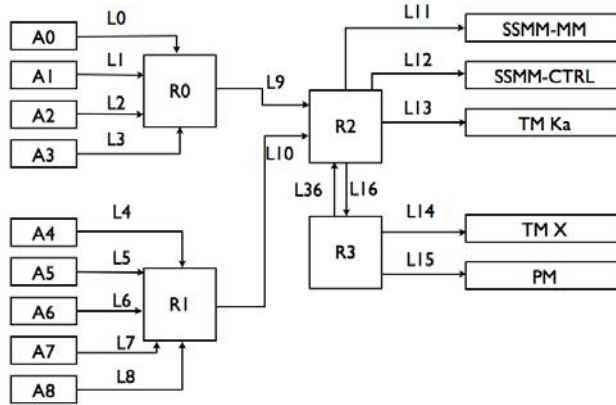 A0
L0
A1
L1
A2
L2
A3
L3
R0
L9
L11
SSMM-MM
L12
SSMM-CTRL
R2
L13
TM Ka
L10
L36
L16
A4
L4
A5
L5
A6
L6
A7
L7
A8
L8
R1
R3
L14
TM X
L15
PM